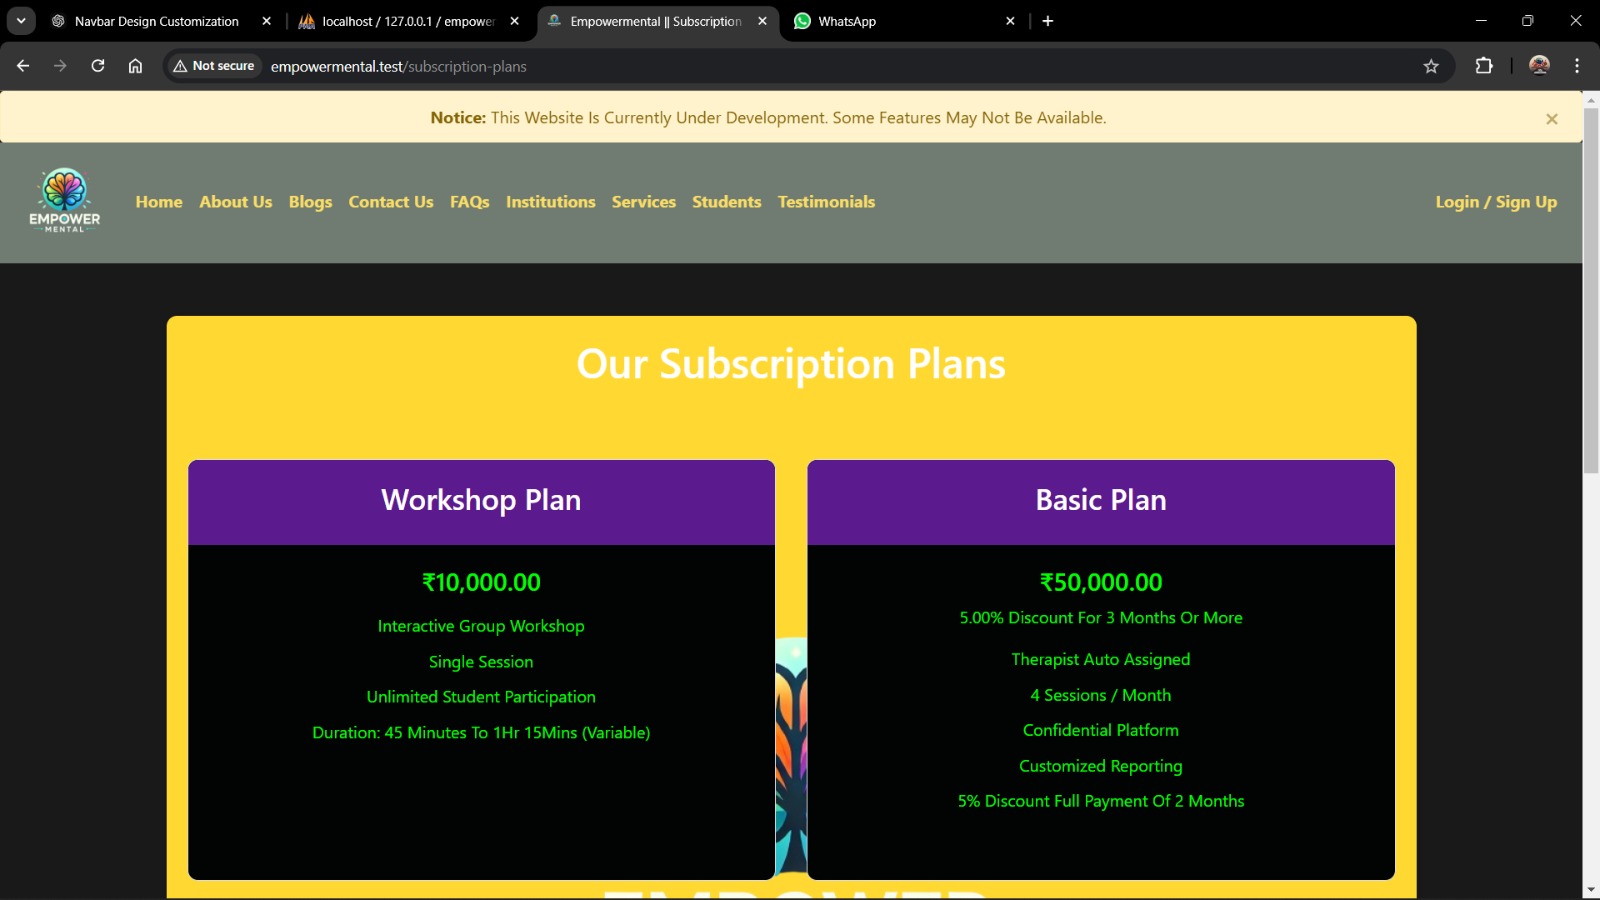 Navbar Design Customization
localhost / 127.0.0.1 / empower
Empowermental || Subscription
WhatsApp
Not secure
empowermental.test/subscription-plans
Notice: This Website Is Currently Under Development. Some Features May Not Be Available.
EMPOWER
MENTAL
Home About Us Blogs Contact Us FAQs Institutions Services Students Testimonials
Login / Sign Up
Our Subscription Plans
Workshop Plan
₹10,000.00
Interactive Group Workshop
Single Session
Unlimited Student Participation
Duration: 45 Minutes To 1Hr 15Mins (Variable)
Basic Plan
₹50,000.00
5.00% Discount For 3 Months Or More
Therapist Auto Assigned
4 Sessions / Month
Confidential Platform
Customized Reporting
5% Discount Full Payment Of 2 Months
EMPOWER